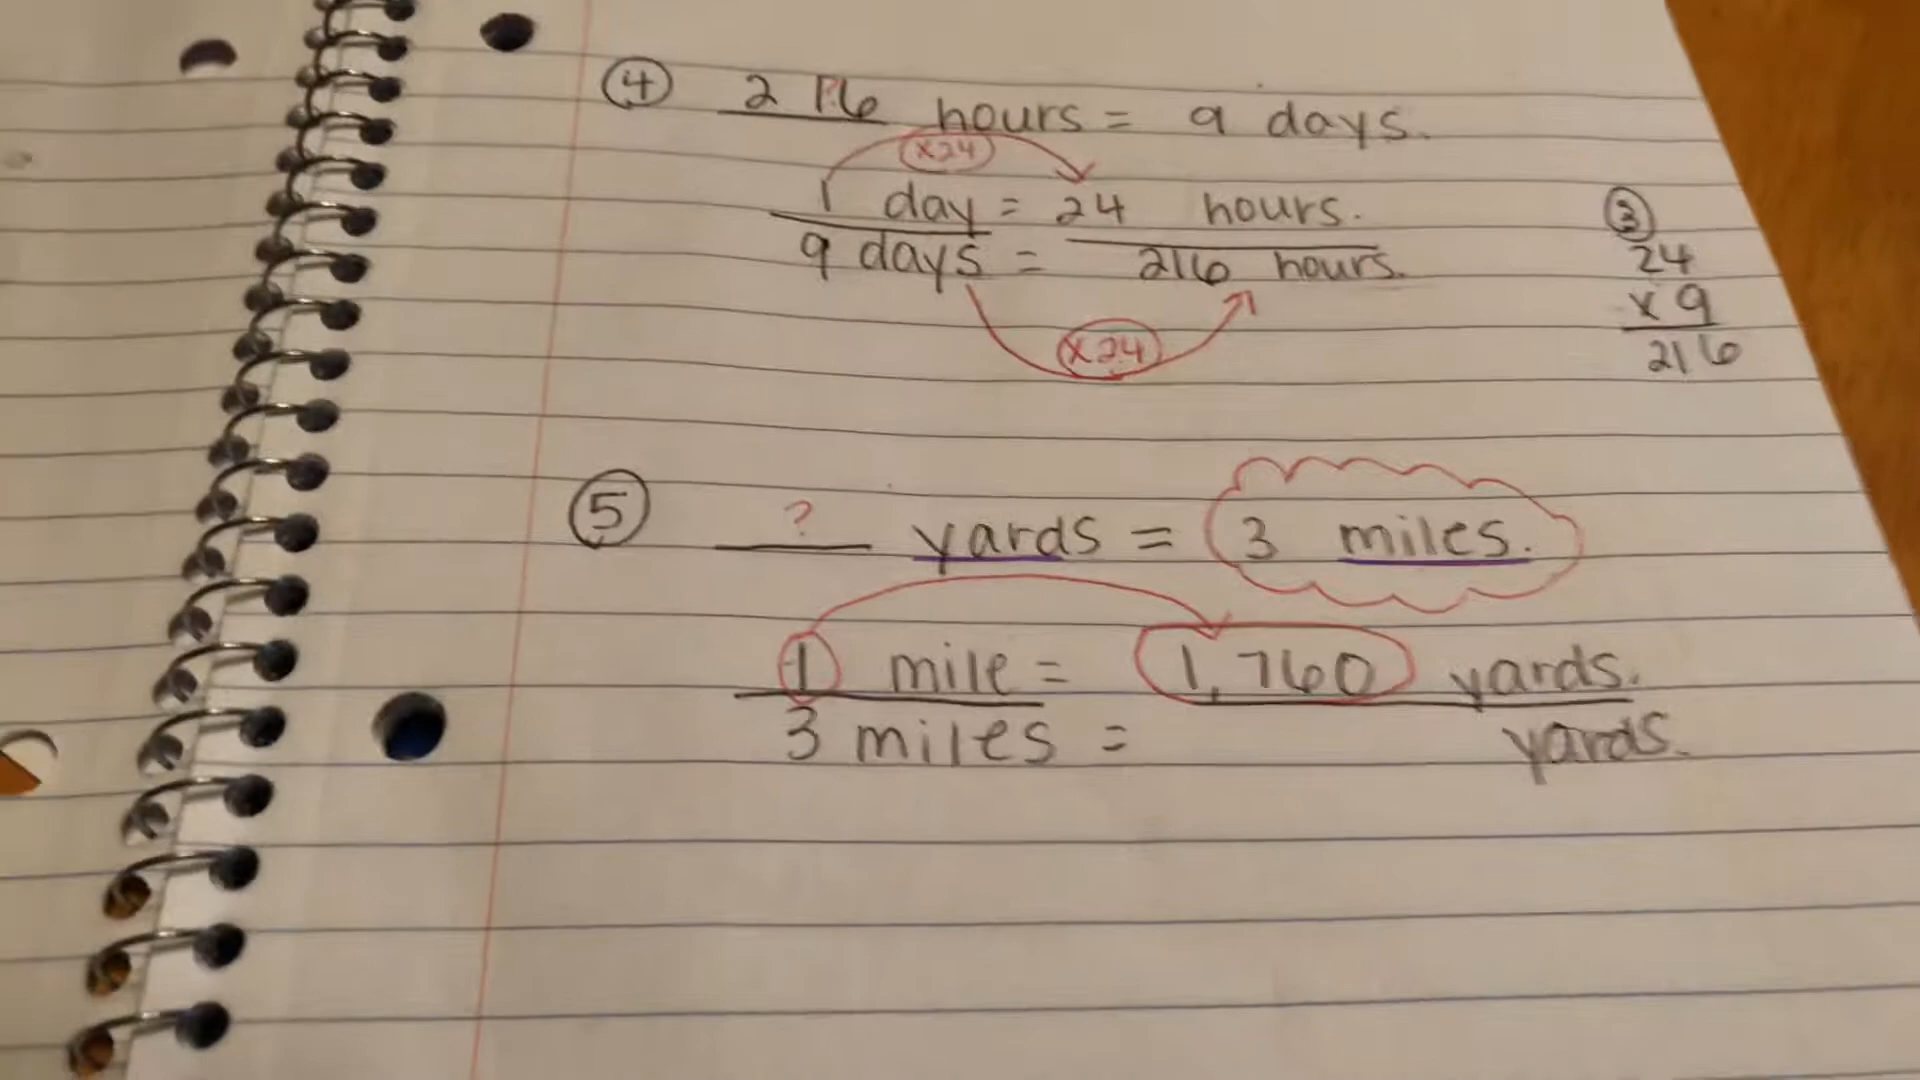 ④ 216 hours = 9 days.
x24
1 day = 24 hours.
9 days = 216 hours.
x24
③
24
x 9
216
⑤ ? yards = 3 miles.
1 mile = 1,760 yards.
3 miles = yards.